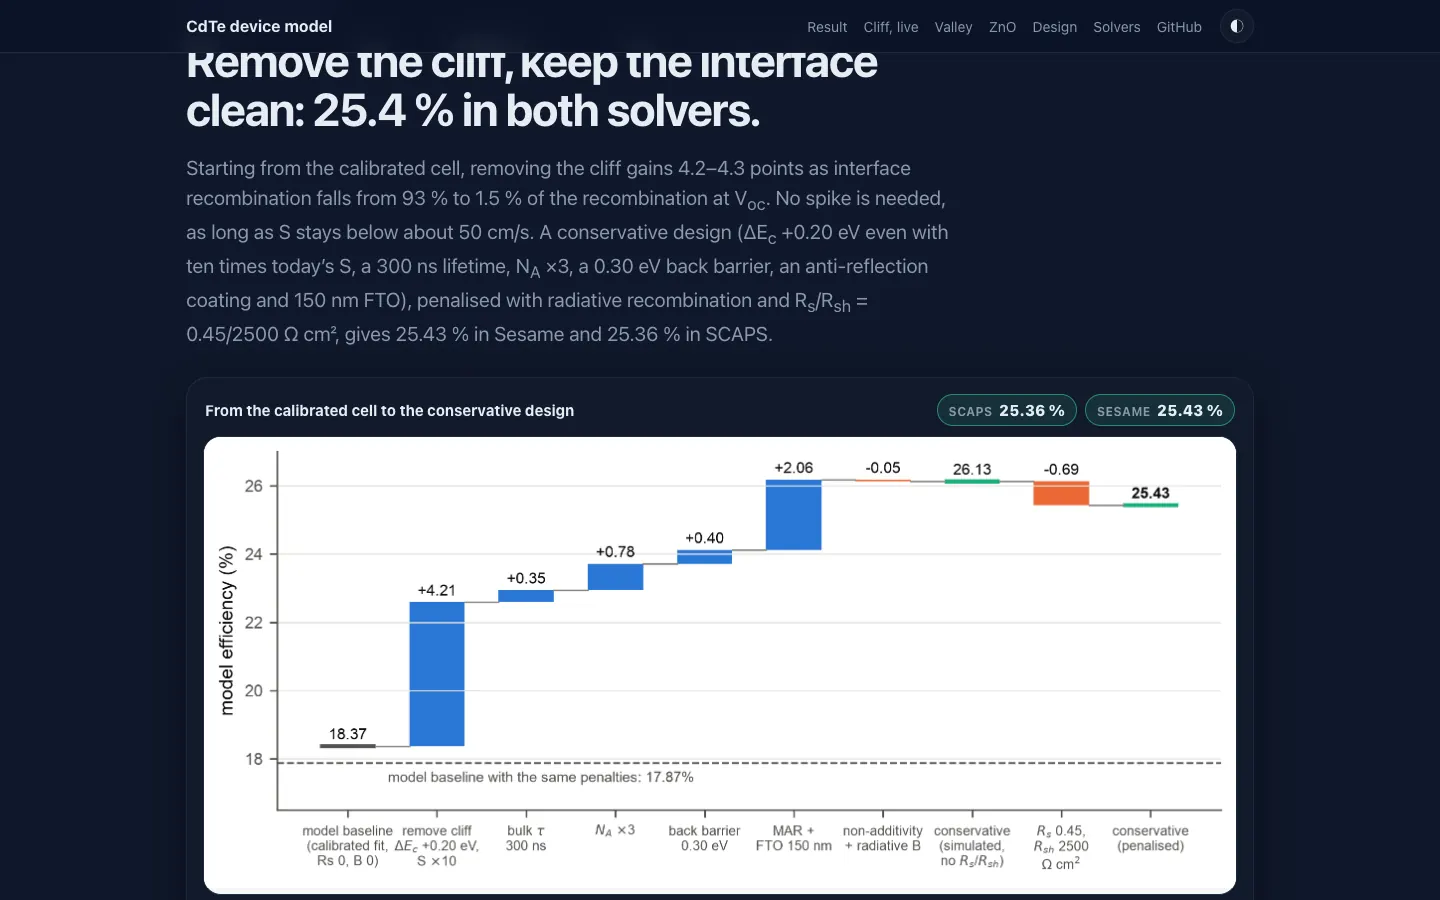 CdTe device model
Result Cliff, live Valley ZnO Design Solvers GitHub
Remove the cliff, keep the interface
clean: 25.4 % in both solvers.
Starting from the calibrated cell, removing the cliff gains 4.2–4.3 points as interface
recombination falls from 93 % to 1.5 % of the recombination at Voc. No spike is needed,
as long as S stays below about 50 cm/s. A conservative design (ΔEc +0.20 eV even with
ten times today’s S, a 300 ns lifetime, NA ×3, a 0.30 eV back barrier, an anti-reflection
coating and 150 nm FTO), penalised with radiative recombination and Rs/Rsh =
0.45/2500 Ω cm², gives 25.43 % in Sesame and 25.36 % in SCAPS.
From the calibrated cell to the conservative design
SCAPS 25.36 %
SESAME 25.43 %
model efficiency (%)
26
24
22
20
18
18.37
+4.21
+0.35
+0.78
+0.40
+2.06
-0.05
26.13
-0.69
25.43
model baseline with the same penalties: 17.87%
model baseline
(calibrated fit,
Rs 0, B 0)
remove cliff
ΔEc +0.20 eV,
S ×10
bulk τ
300 ns
NA ×3
back barrier
0.30 eV
MAR +
FTO 150 nm
non-additivity
+ radiative B
conservative
(simulated,
no Rs/Rsh)
Rs 0.45,
Rsh 2500
Ω cm²
conservative
(penalised)